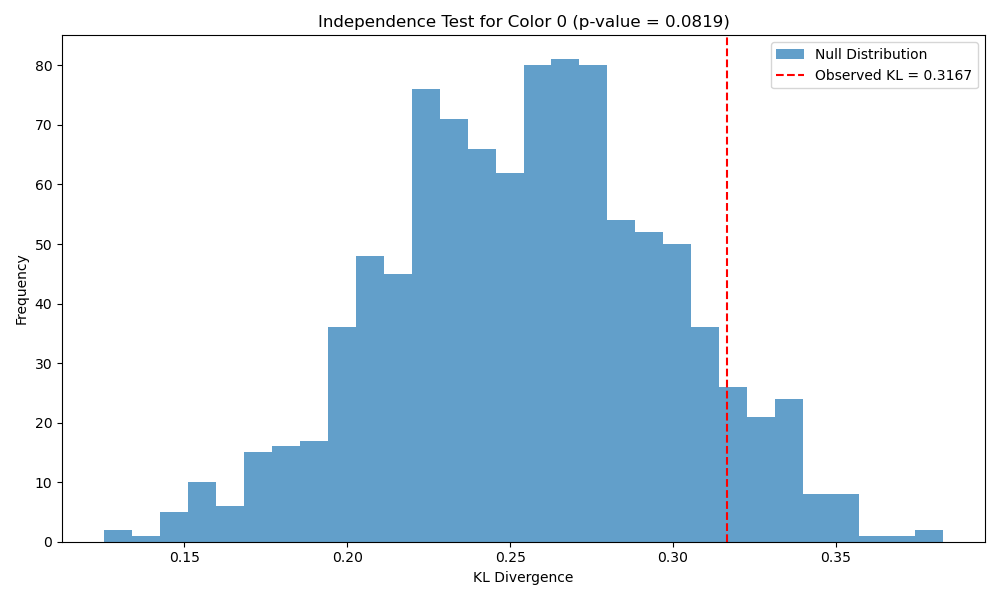 Independence Test for Color 0 (p-value = 0.0819)
Null Distribution
Observed KL = 0.3167
Frequency
80
70
60
50
40
30
20
10
0
0.15 0.20 0.25 0.30 0.35
KL Divergence